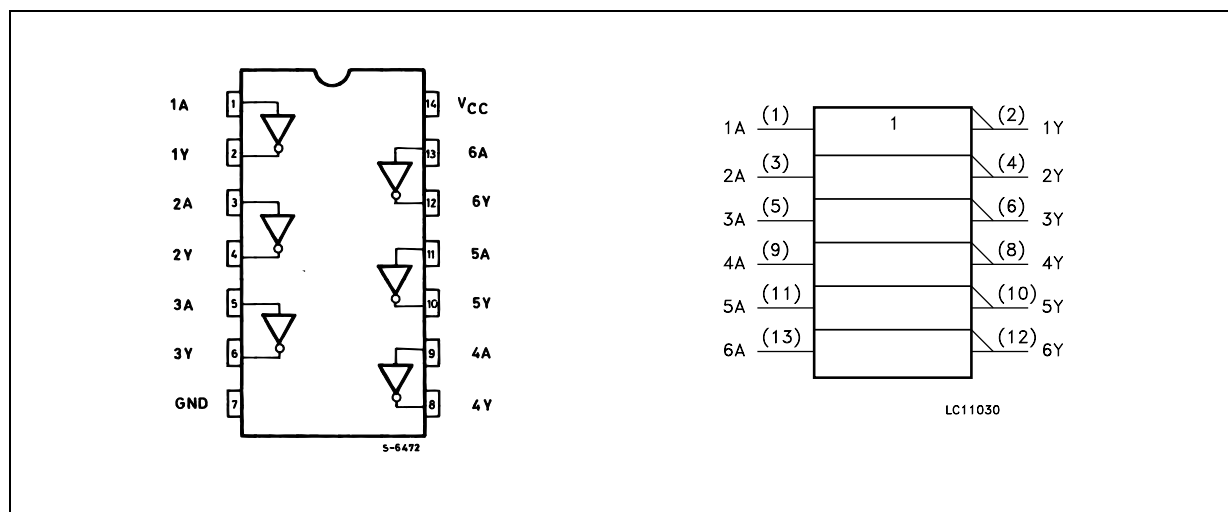 1A 1 14 VCC
1Y 2 13 6A
2A 3 12 6Y
2Y 4 11 5A
3A 5 10 5Y
3Y 6 9 4A
GND 7 8 4Y
S-6472
1A (1) 1 (2) 1Y
2A (3) (4) 2Y
3A (5) (6) 3Y
4A (9) (8) 4Y
5A (11) (10) 5Y
6A (13) (12) 6Y
LC11030